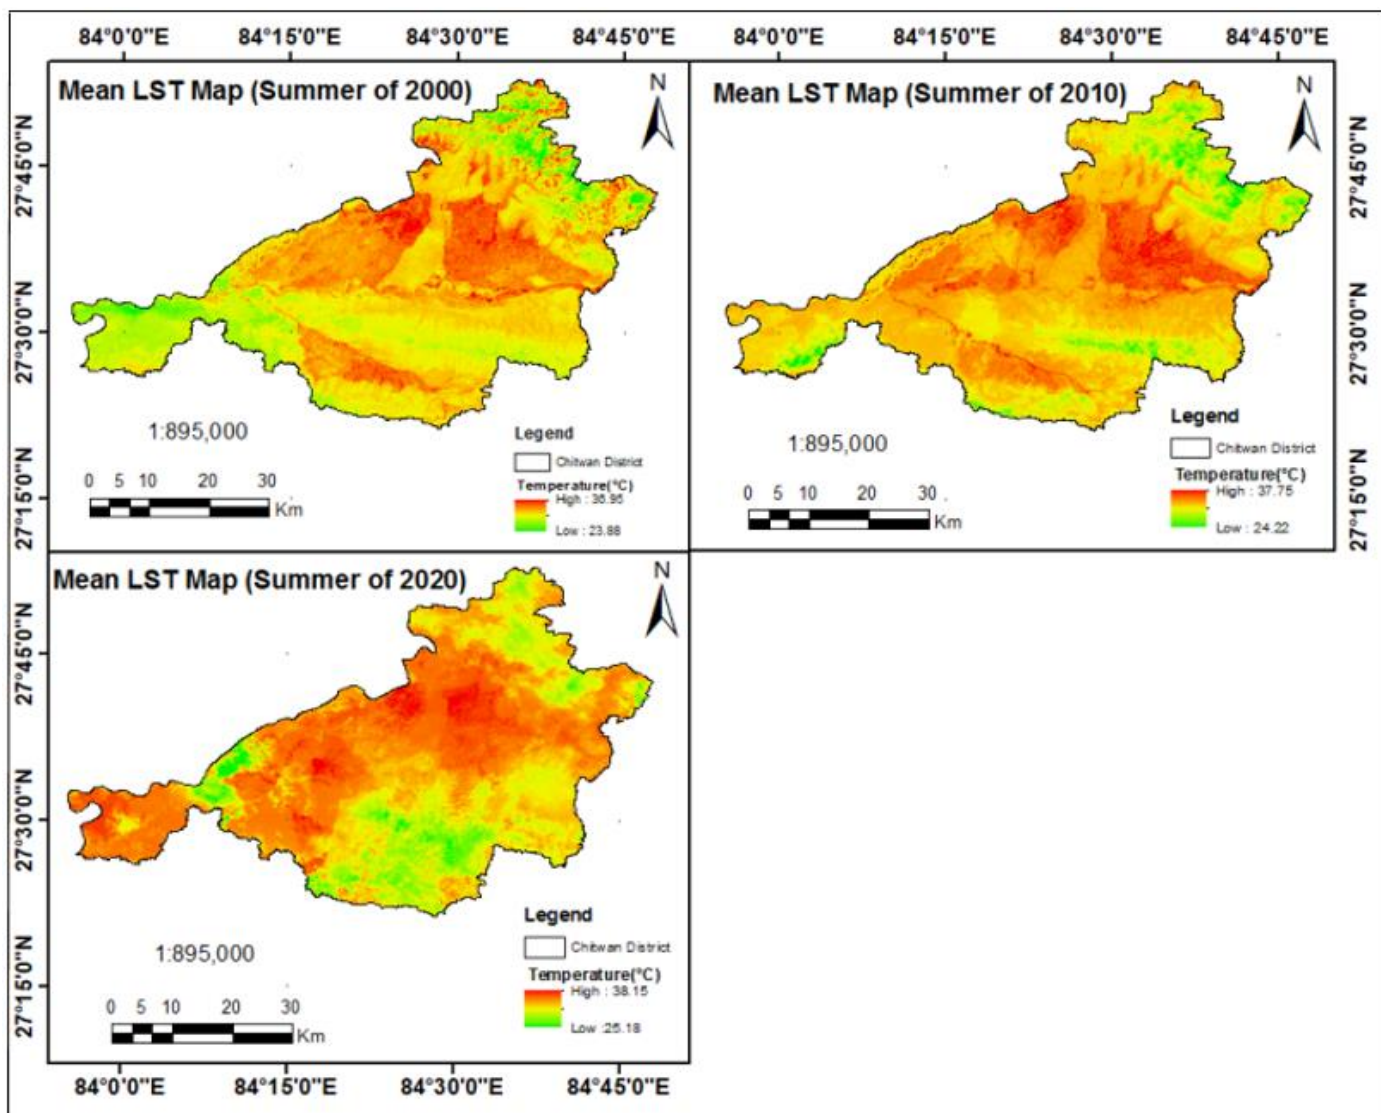 84°0'0"E 84°15'0"E 84°30'0"E 84°45'0"E 84°0'0"E 84°15'0"E 84°30'0"E 84°45'0"E
Mean LST Map (Summer of 2000)
N
27°45'0"N
27°30'0"N
27°15'0"N
1:895,000
0 5 10 20 30
Km
Legend
Chitwan District
Temperature(°C)
High : 36.95
Low : 23.88
Mean LST Map (Summer of 2010)
N
27°45'0"N
27°30'0"N
27°15'0"N
1:895,000
0 5 10 20 30
Km
Legend
Chitwan District
Temperature(°C)
High : 37.75
Low : 24.22
Mean LST Map (Summer of 2020)
N
27°45'0"N
27°30'0"N
27°15'0"N
1:895,000
0 5 10 20 30
Km
Legend
Chitwan District
Temperature(°C)
High : 38.15
Low :25.18
84°0'0"E 84°15'0"E 84°30'0"E 84°45'0"E